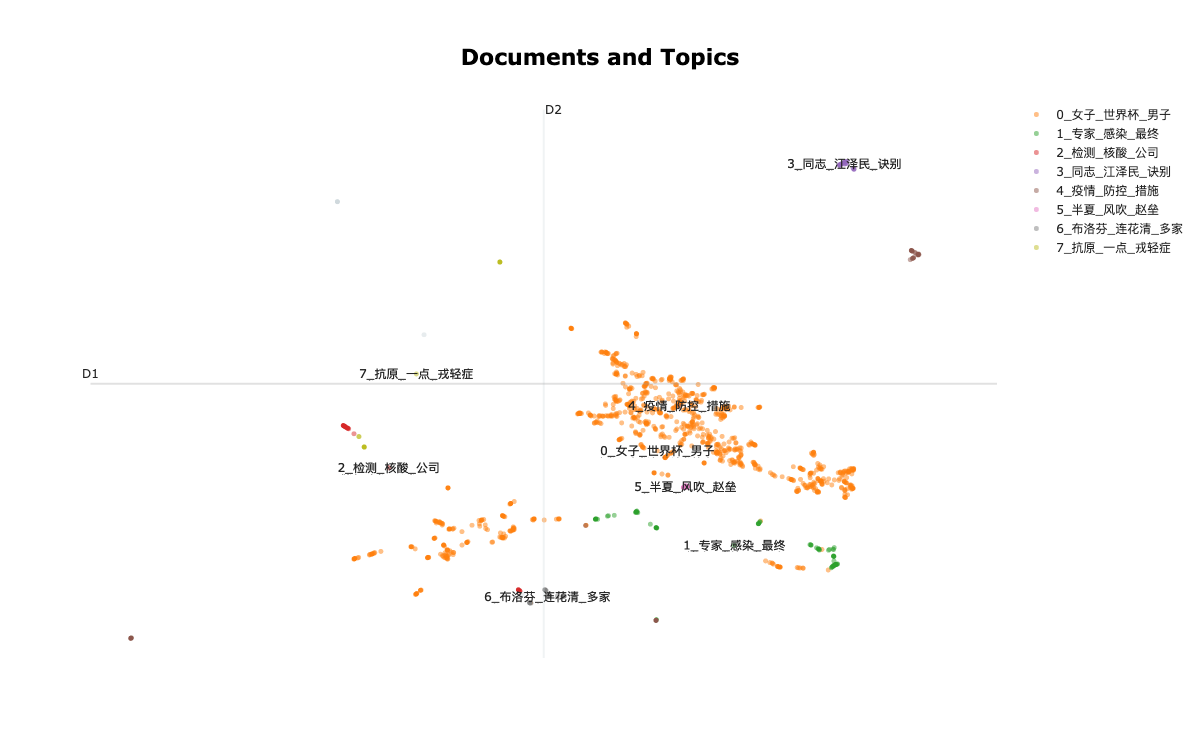 Documents and Topics
D2
0_女子_世界杯_男子
1_专家_感染_最终
2_检测_核酸_公司
3_同志_江泽民_诀别
4_疫情_防控_措施
5_半夏_风吹_赵垒
6_布洛芬_连花清_多家
7_抗原_一点_戎轻症
3_同志_江泽民_诀别
D1
7_抗原_一点_戎轻症
4_疫情_防控_措施
0_女子_世界杯_男子
2_检测_核酸_公司
5_半夏_风吹_赵垒
1_专家_感染_最终
6_布洛芬_连花清_多家